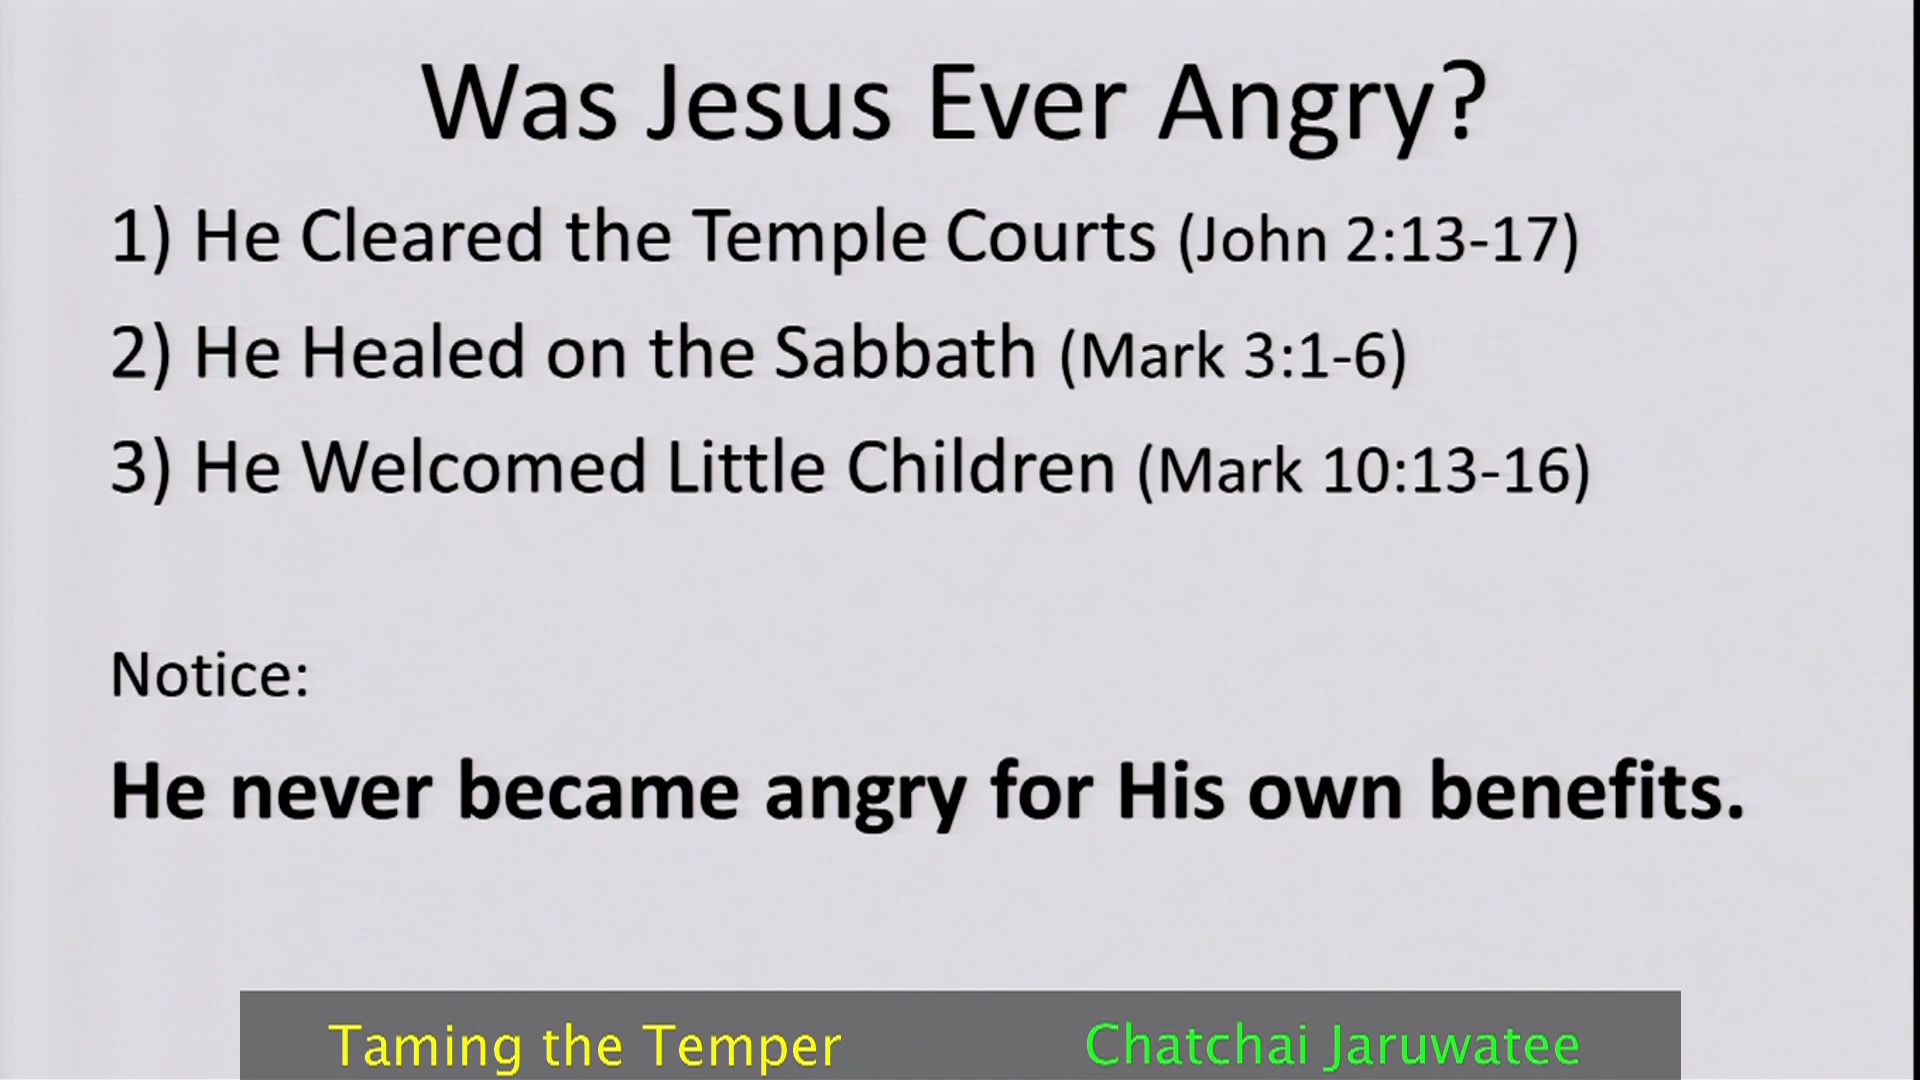 Was Jesus Ever Angry?
1) He Cleared the Temple Courts (John 2:13-17)
2) He Healed on the Sabbath (Mark 3:1-6)
3) He Welcomed Little Children (Mark 10:13-16)
Notice:
He never became angry for His own benefits.
Taming the Temper Chatchai Jaruwatee